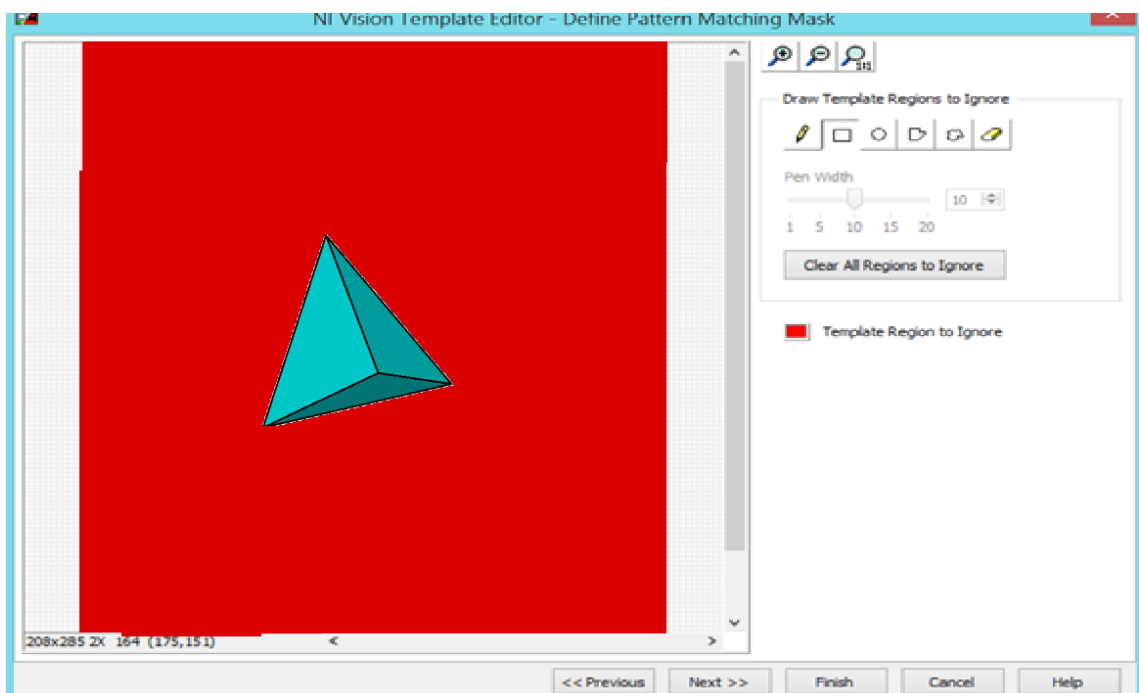 NI Vision Template Editor - Define Pattern Matching Mask
1:1
Draw Template Regions to Ignore
Pen Width
10
1 5 10 15 20
Clear All Regions to Ignore
Template Region to Ignore
208x285 2X 164 (175,151)
<< Previous Next >> Finish Cancel Help